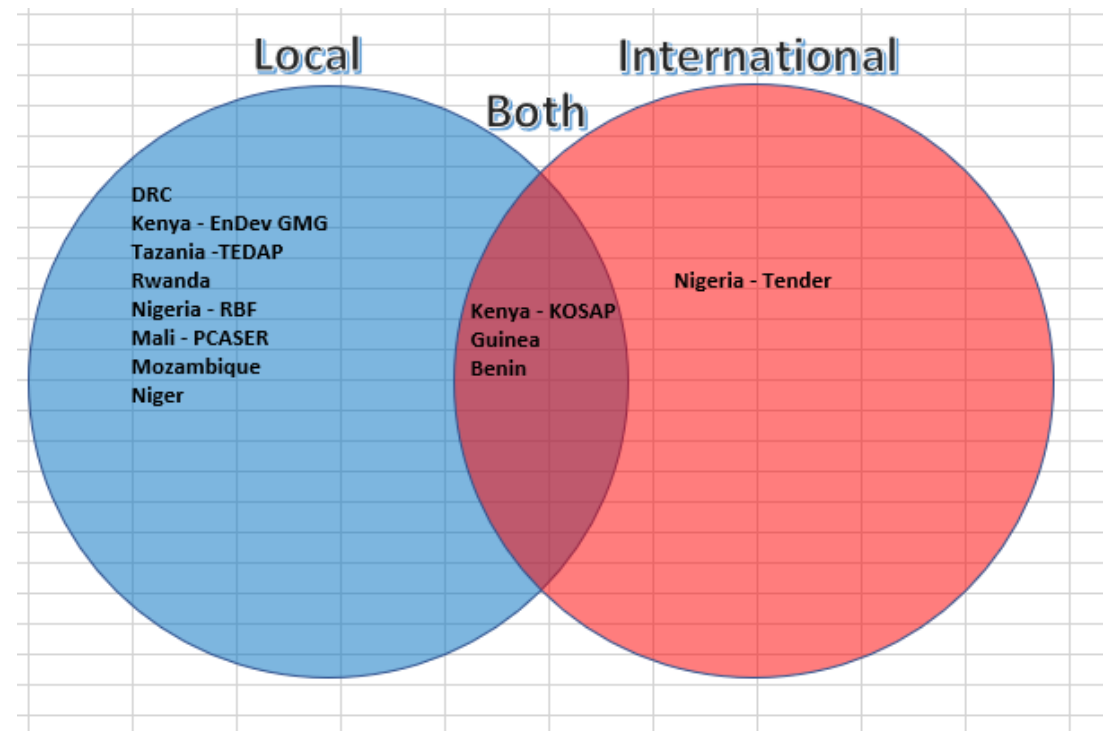 Local
International
Both
DRC
Kenya - EnDev GMG
Tazania -TEDAP
Rwanda
Nigeria - RBF
Mali - PCASER
Mozambique
Niger
Kenya - KOSAP
Guinea
Benin
Nigeria - Tender